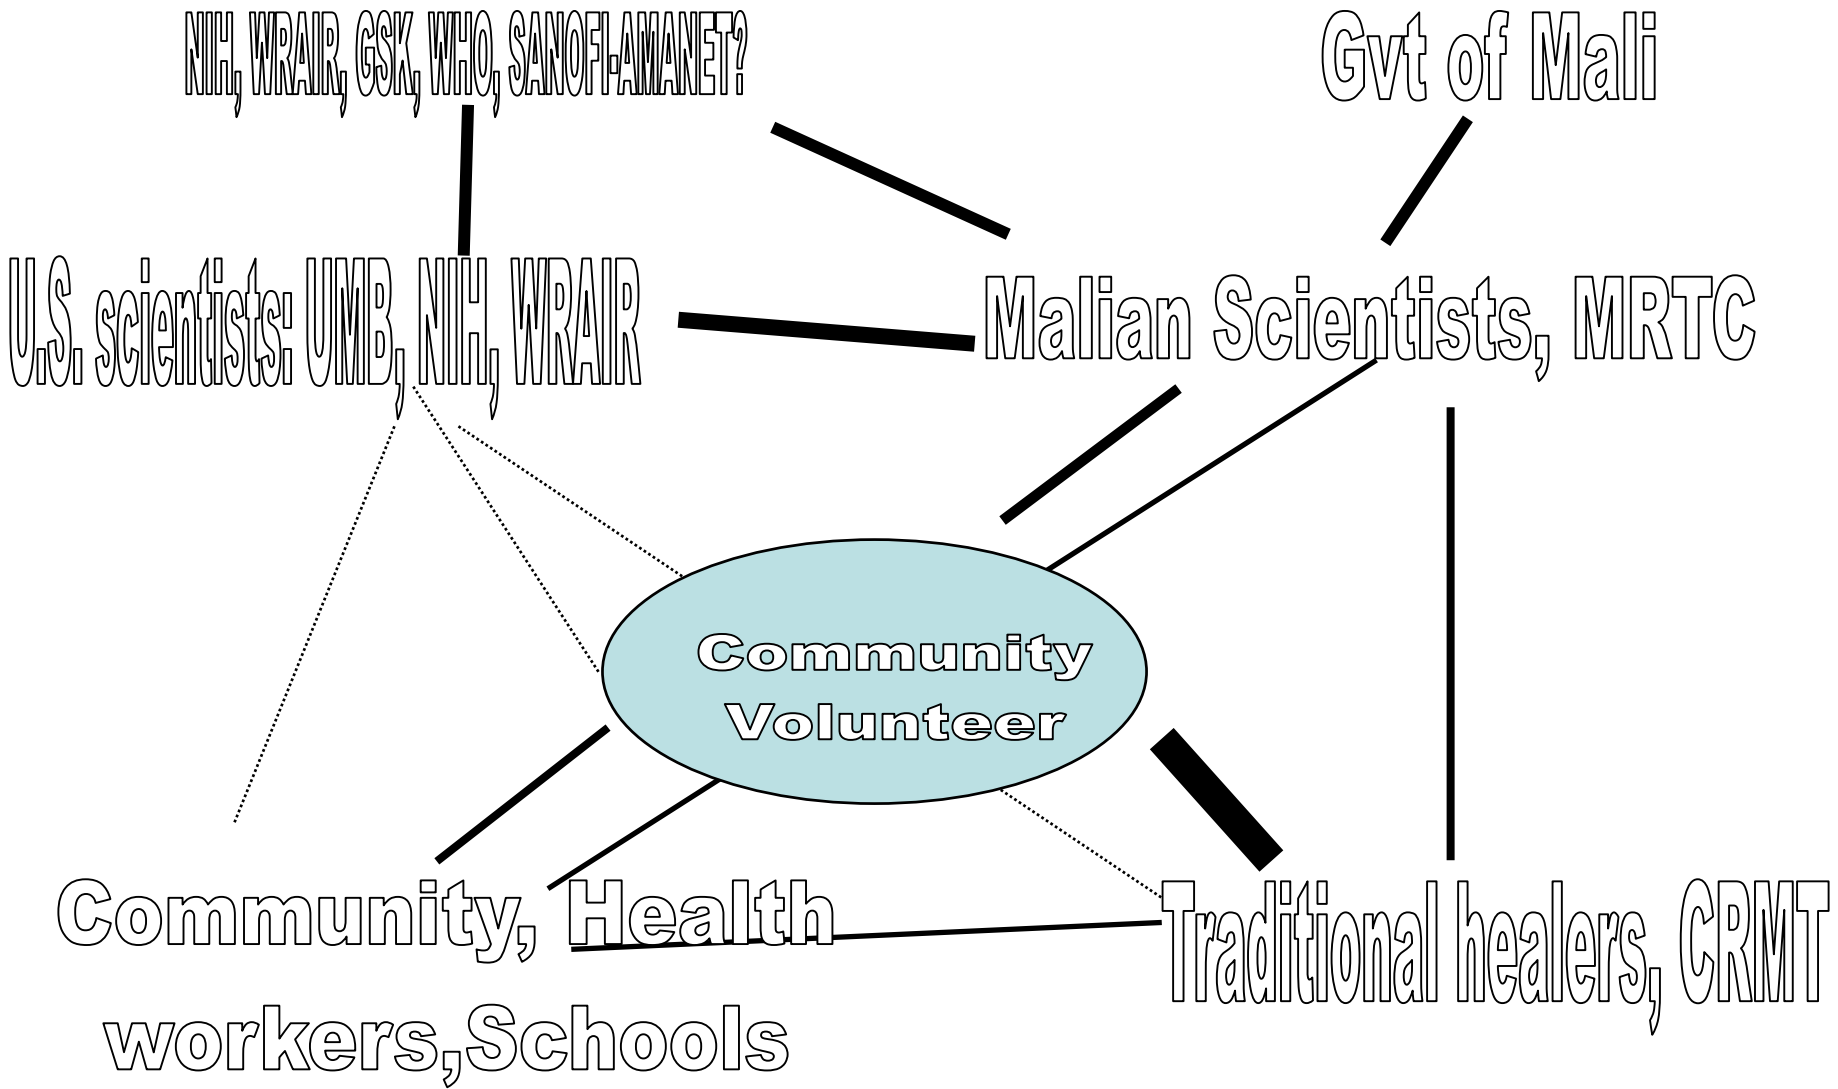 NIH, WRAIR, GSK, WHO, SANOFI-AMANET?
Gvt of Mali
U.S. scientists: UMB, NIH, WRAIR
Malian Scientists, MRTC
Community
Volunteer
Community, Health
workers,Schools
Traditional healers, CRMT